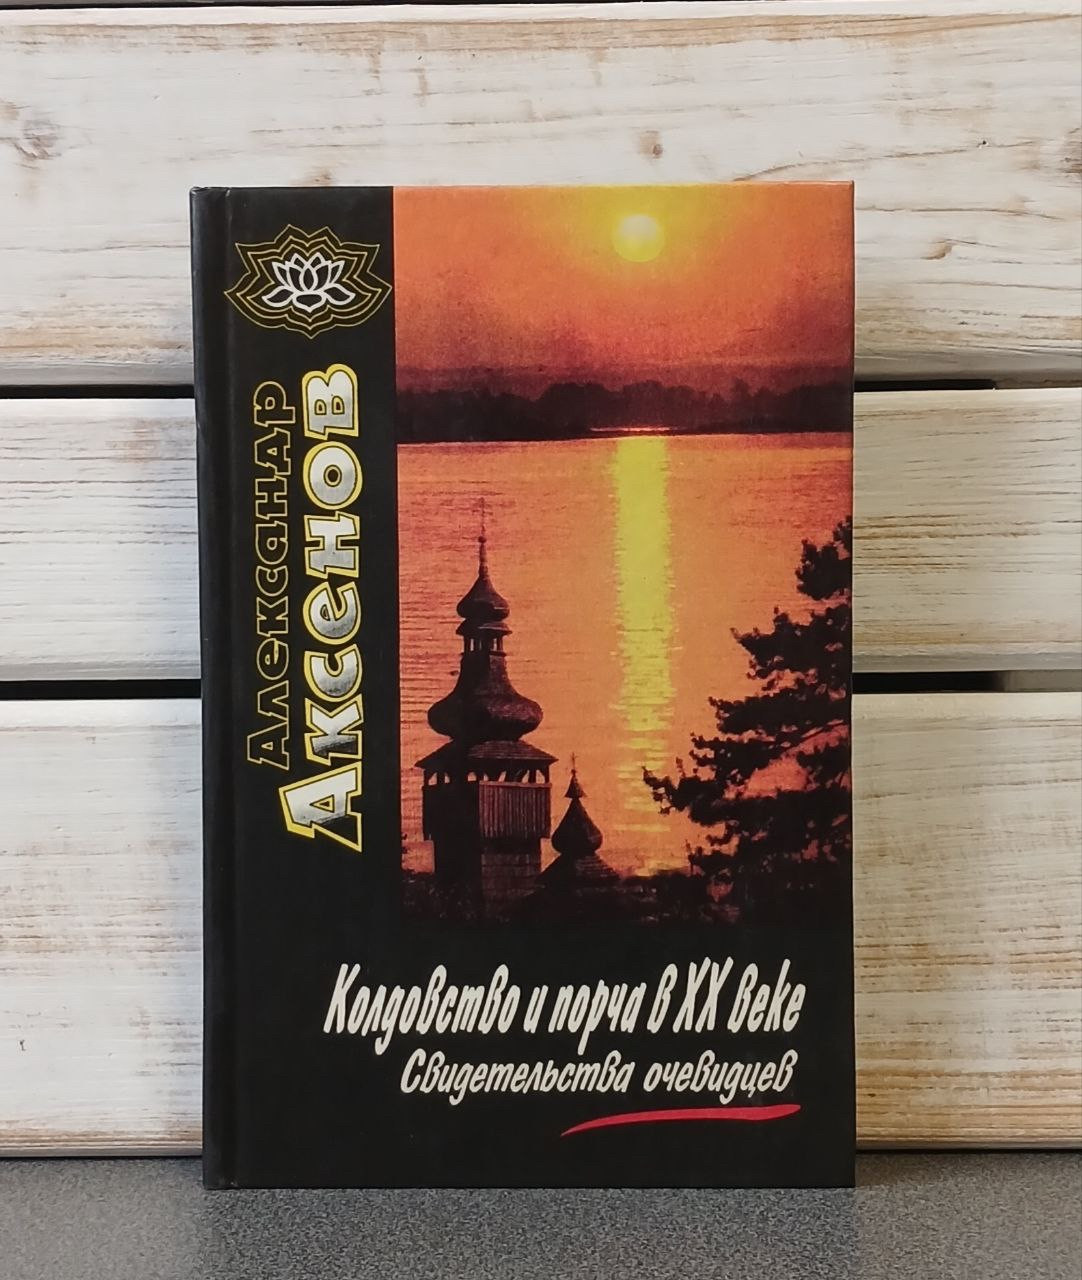 Александр
Аксенов
Колдовство и порча в XX веке
Свидетельства очевидцев